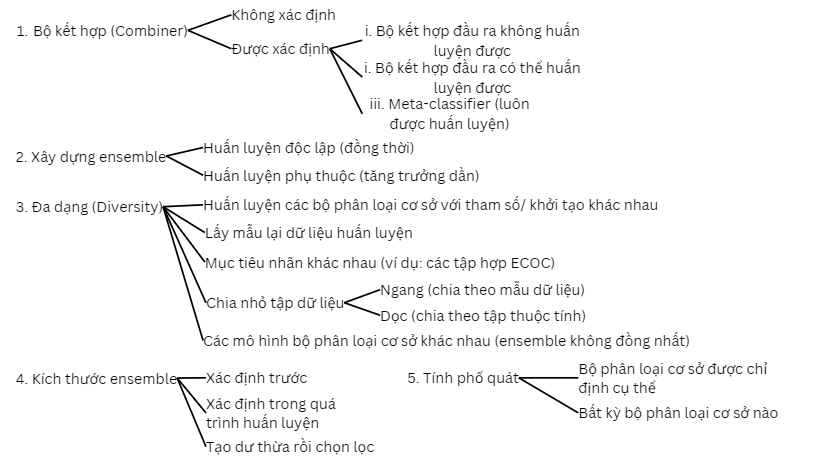 1. Bộ kết hợp (Combiner)
Không xác định
Được xác định
i. Bộ kết hợp đầu ra không huấn
luyện được
i. Bộ kết hợp đầu ra có thể huấn
luyện được
iii. Meta-classifier (luôn
được huấn luyện)
2. Xây dựng ensemble
Huấn luyện độc lập (đồng thời)
Huấn luyện phụ thuộc (tăng trưởng dần)
3. Đa dạng (Diversity)
Huấn luyện các bộ phân loại cơ sở với tham số/ khởi tạo khác nhau
Lấy mẫu lại dữ liệu huấn luyện
Mục tiêu nhãn khác nhau (ví dụ: các tập hợp ECOC)
Chia nhỏ tập dữ liệu
Ngang (chia theo mẫu dữ liệu)
Dọc (chia theo tập thuộc tính)
Các mô hình bộ phân loại cơ sở khác nhau (ensemble không đồng nhất)
4. Kích thước ensemble
Xác định trước
Xác định trong quá
trình huấn luyện
Tạo dư thừa rồi chọn lọc
5. Tính phổ quát
Bộ phân loại cơ sở được chỉ
định cụ thể
Bất kỳ bộ phân loại cơ sở nào